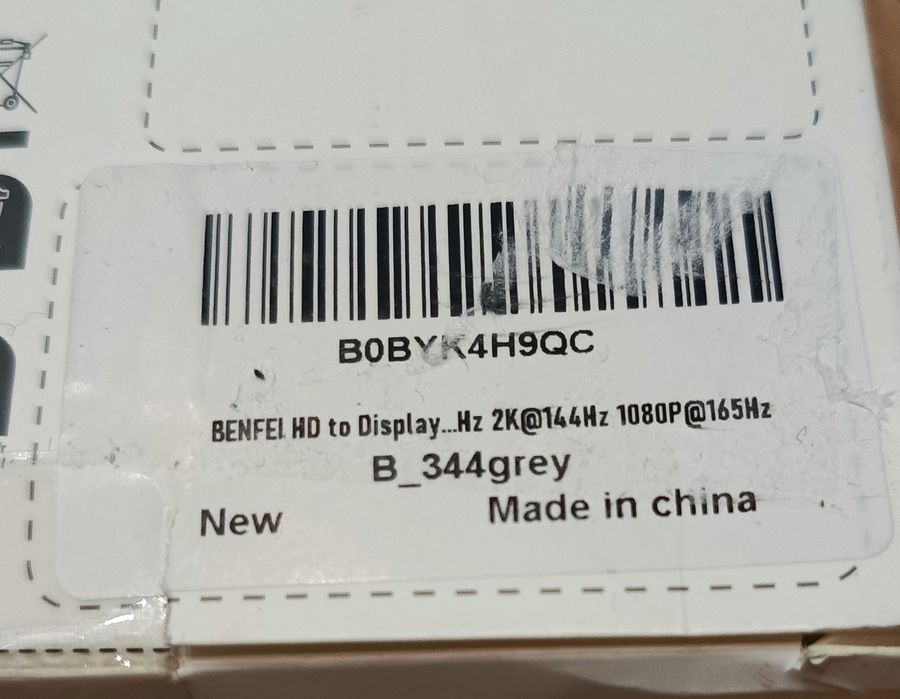 B0BYK4H9QC
BENFEI HD to Display...Hz 2K@144Hz 1080P@165Hz
B_344grey
New
Made in china